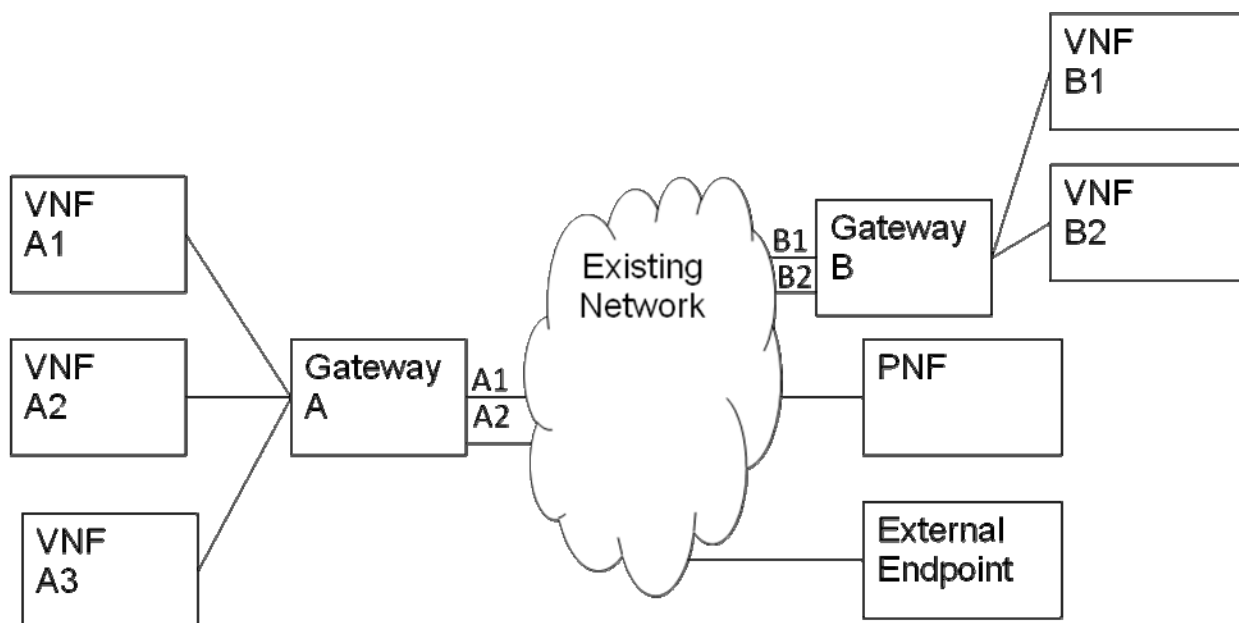 VNF
B1
VNF
B2
VNF
A1
B1
B2
Gateway
B
Existing
Network
VNF
A2
Gateway
A
A1
A2
PNF
VNF
A3
External
Endpoint